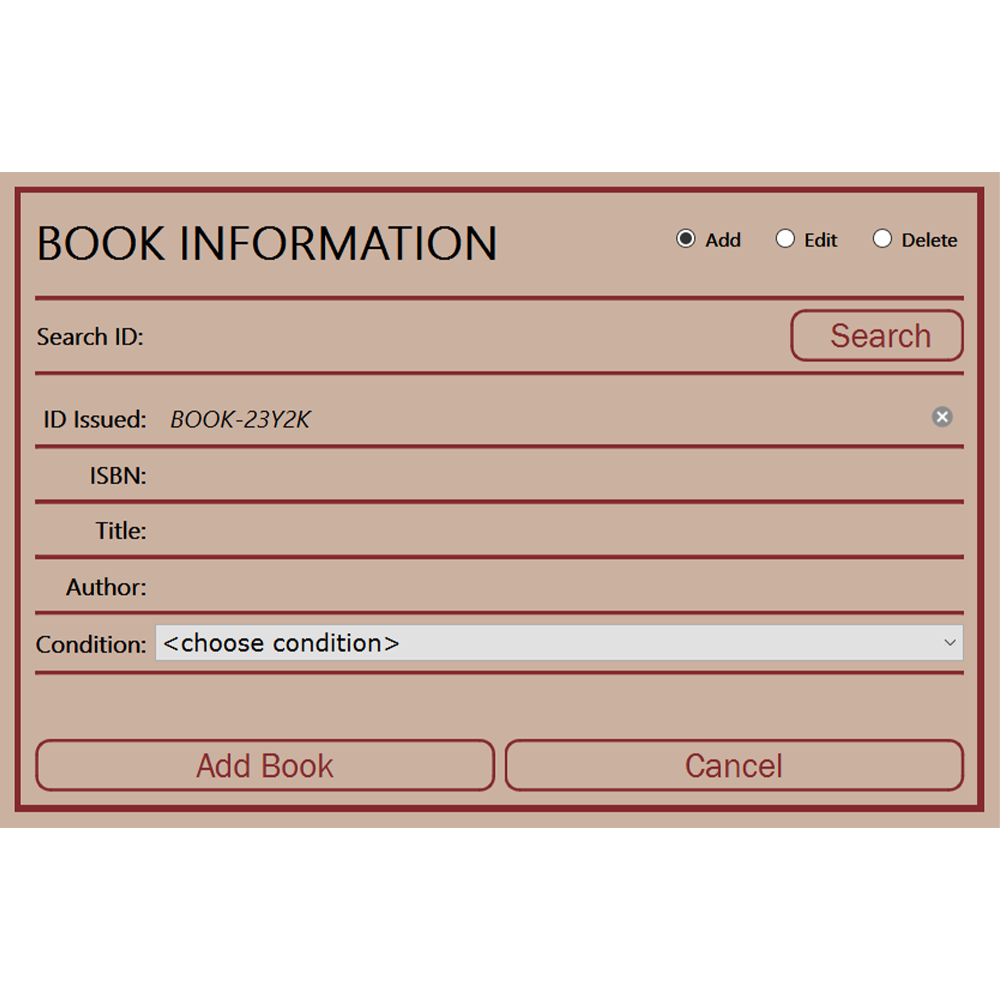 BOOK INFORMATION Add Edit Delete
Search ID: Search
ID Issued: BOOK-23Y2K
ISBN:
Title:
Author:
Condition: <choose condition>
Add Book Cancel